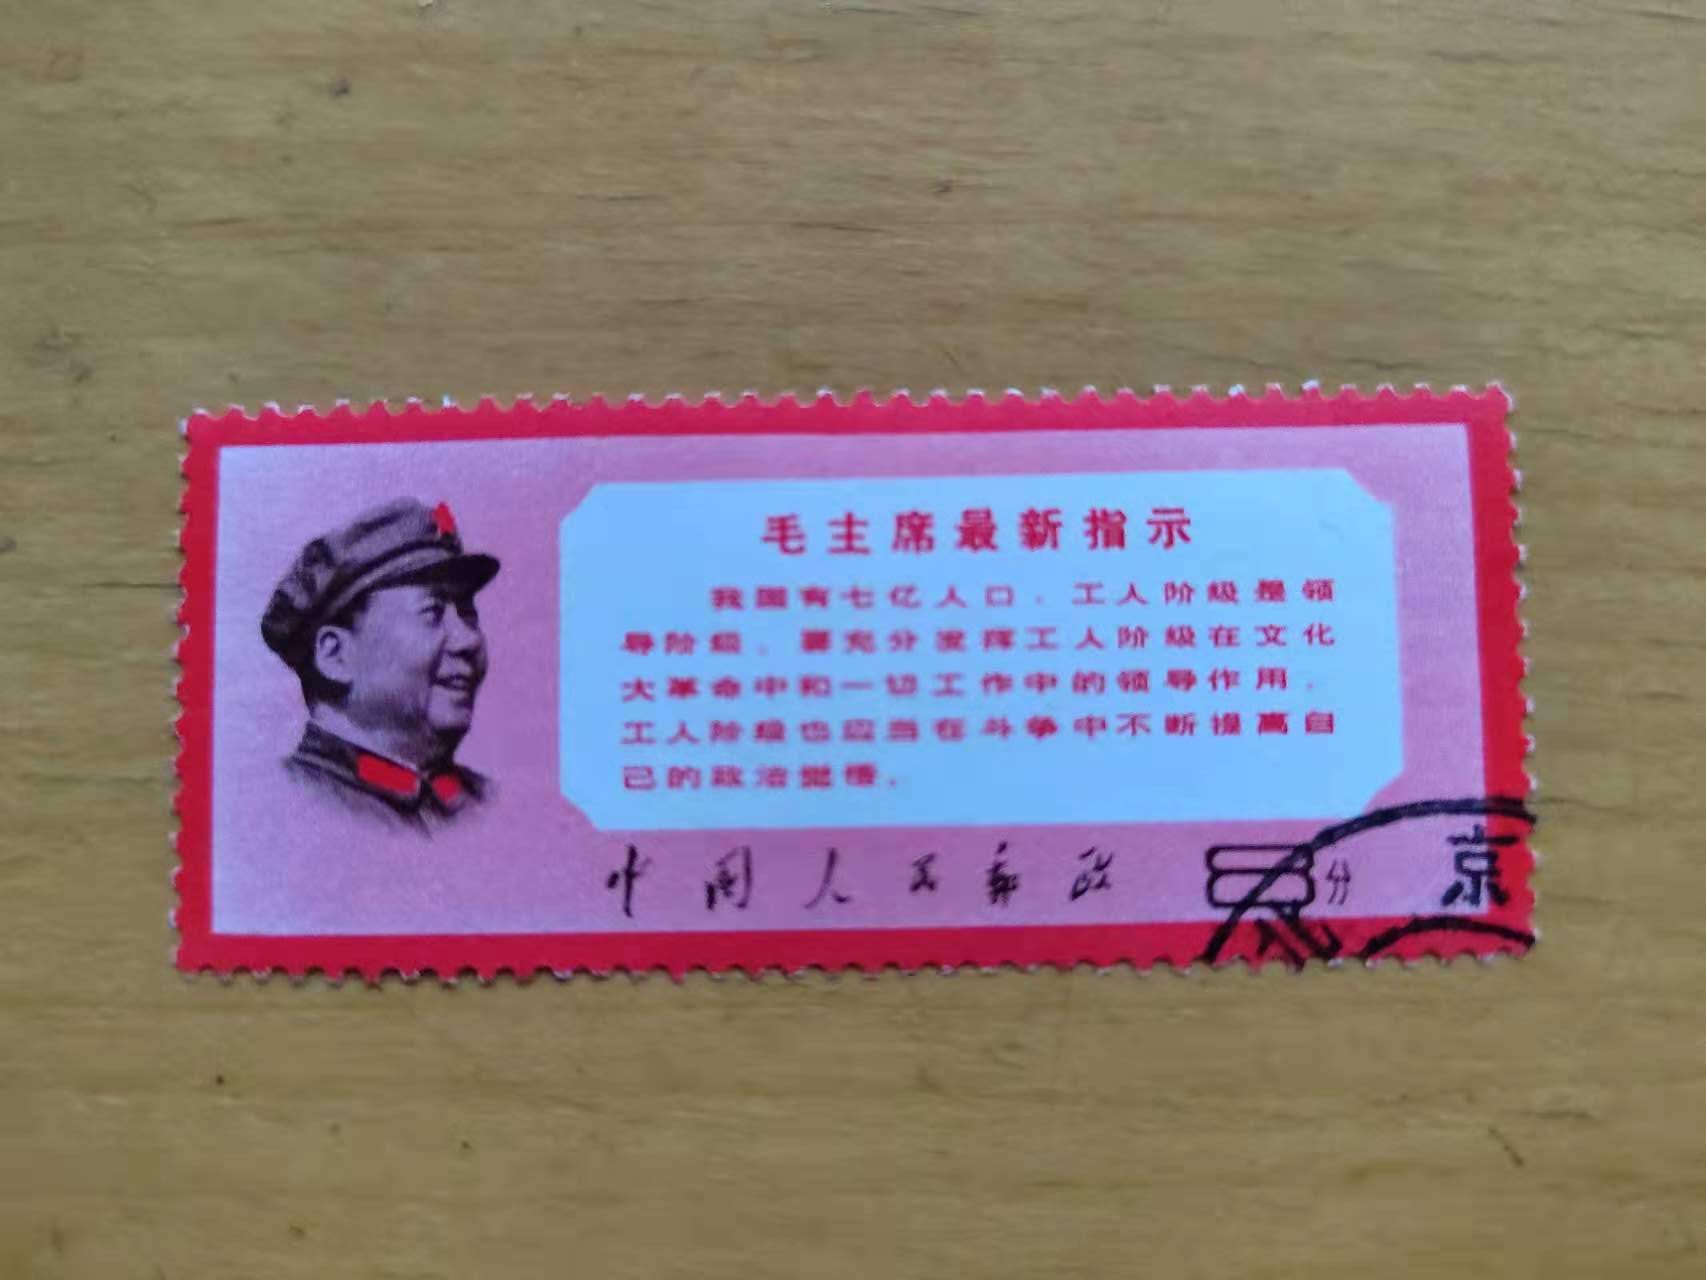 毛主席最新指示
我国有七亿人口，工人阶级是领
导阶级。要充分发挥工人阶级在文化
大革命中和一切工作中的领导作用。
工人阶级也应当在斗争中不断提高自
己的政治觉悟。
中国人民邮政 8分
京